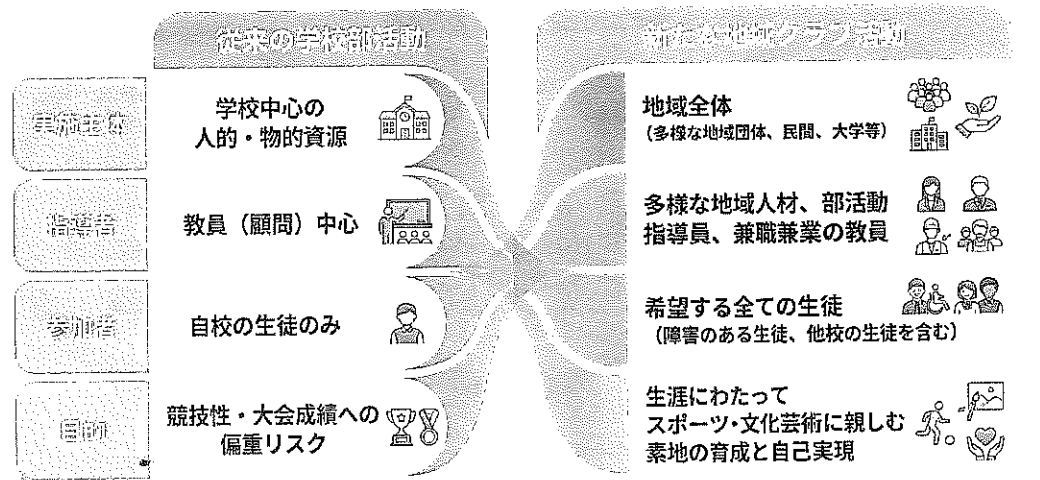 従来の学校部活動
新たな地域クラブ活動
実施主体
学校中心の
人的・物的資源
地域全体
（多様な地域団体、民間、大学等）
指導者
教員（顧問）中心
多様な地域人材、部活動
指導員、兼職兼業の教員
参加者
自校の生徒のみ
希望する全ての生徒
（障害のある生徒、他校の生徒を含む）
目的
競技性・大会成績への
偏重リスク
生涯にわたって
スポーツ・文化芸術に親しむ
素地の育成と自己実現